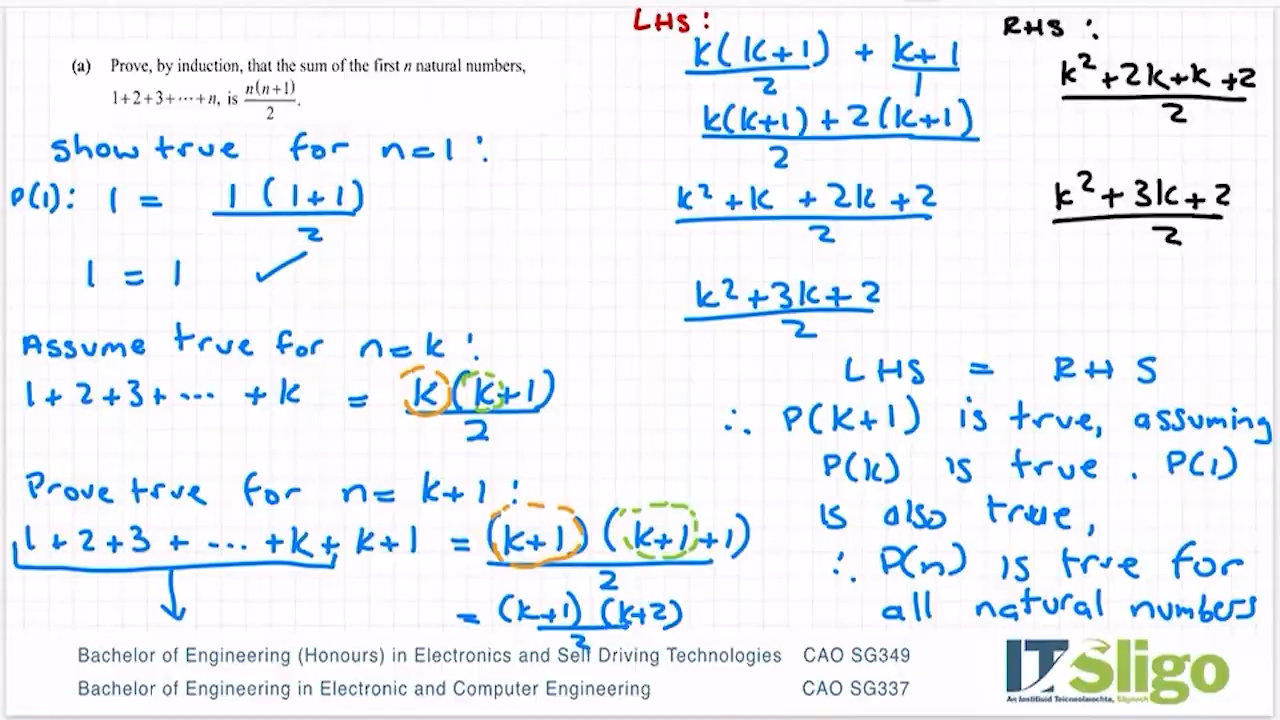 (a) Prove, by induction, that the sum of the first n natural numbers,
1+2+3+⋯+n, is n(n+1)/2.
show true for n=1:
P(1): 1 = 1(1+1)/2
1 = 1 ✓
Assume true for n=k:
1+2+3+... +k = k(k+1)/2
Prove true for n= k+1:
1+2+3+...+k+ k+1 = (k+1)(k+1+1)/2
= (k+1)(k+2)/2
LHS:
k(k+1)/2 + k+1/1
k(k+1)+2(k+1)/2
k²+k+2k+2/2
k²+3k+2/2
RHS:
k²+2k+k+2/2
k²+3k+2/2
LHS = RHS
∴ P(k+1) is true, assuming
P(k) is true. P(1)
is also true,
∴ P(n) is true for
all natural numbers
Bachelor of Engineering (Honours) in Electronics and Self Driving Technologies CAO SG349
Bachelor of Engineering in Electronic and Computer Engineering CAO SG337
IT Sligo
An Institiúid Teicneolaíochta, Sligeach